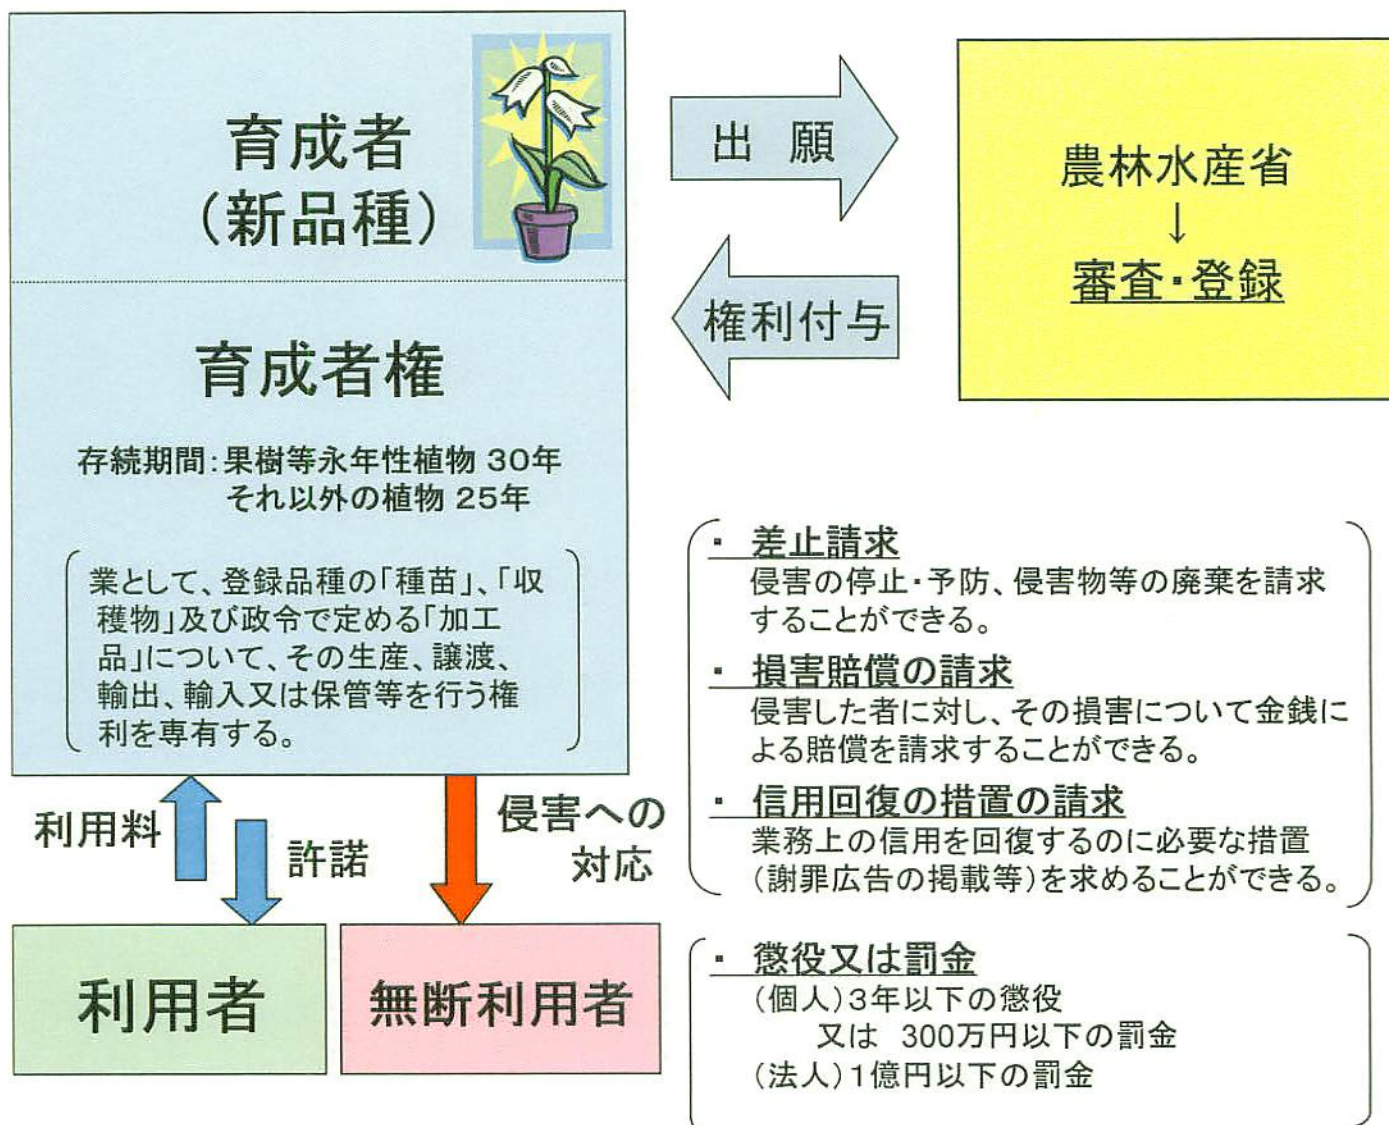 育成者
(新品種)
出 願
農林水産省
↓
審査・登録
権利付与
育成者権
存続期間:果樹等永年性植物 30年
それ以外の植物 25年
業として、登録品種の「種苗」、「収
穫物」及び政令で定める「加工
品」について、その生産、譲渡、
輸出、輸入又は保管等を行う権
利を専有する。
利用料
許諾
侵害への
対応
利用者
無断利用者
・ 差止請求
侵害の停止・予防、侵害物等の廃棄を請求
することができる。
・ 損害賠償の請求
侵害した者に対し、その損害について金銭に
よる賠償を請求することができる。
・ 信用回復の措置の請求
業務上の信用を回復するのに必要な措置
(謝罪広告の掲載等)を求めることができる。
・ 懲役又は罰金
(個人)3年以下の懲役
又は 300万円以下の罰金
(法人)1億円以下の罰金